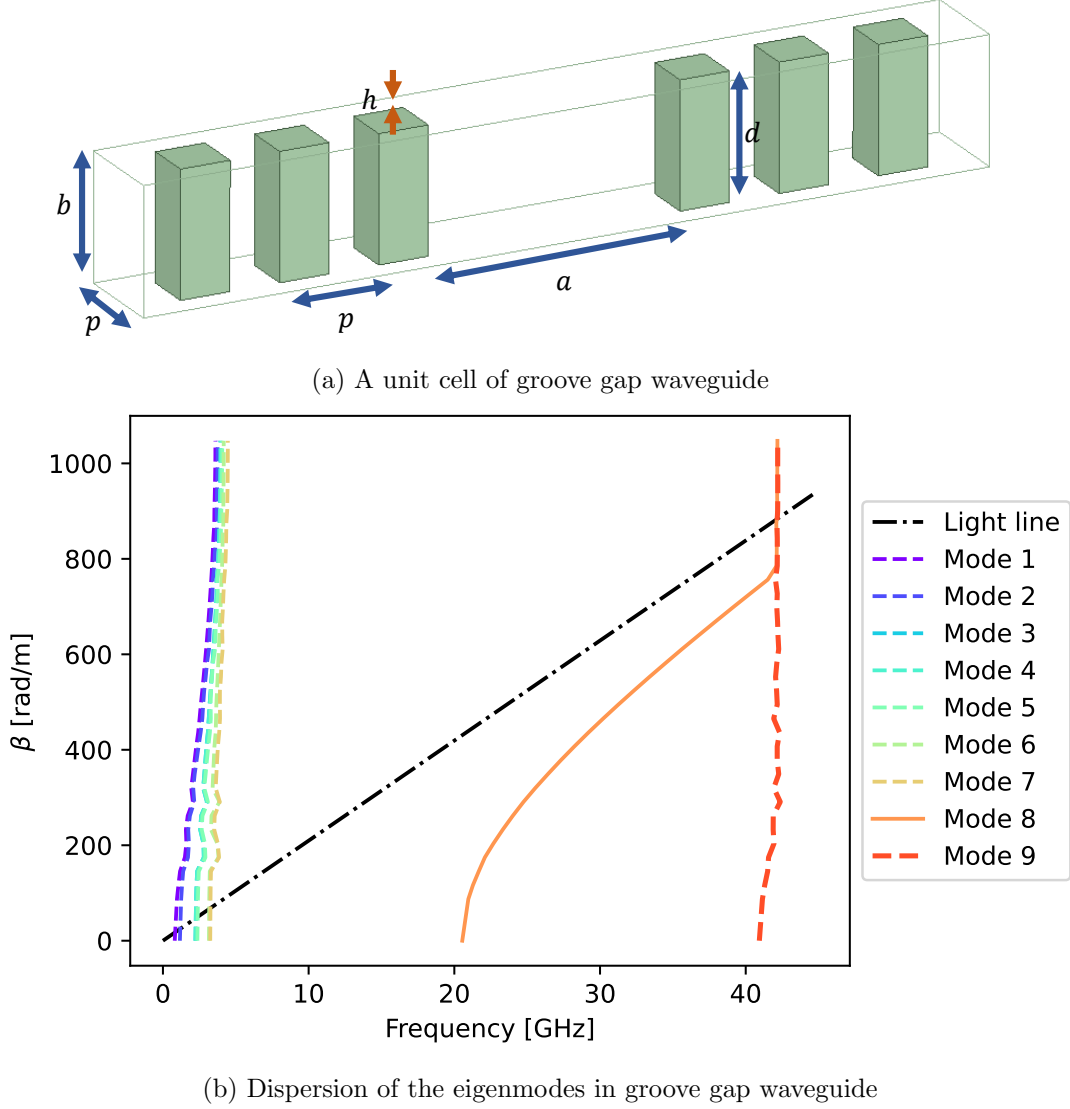 h
d
b
p
p
a
(a) A unit cell of groove gap waveguide
1000
800
600
400
200
0
β [rad/m]
0 10 20 30 40
Frequency [GHz]
Light line
Mode 1
Mode 2
Mode 3
Mode 4
Mode 5
Mode 6
Mode 7
Mode 8
Mode 9
(b) Dispersion of the eigenmodes in groove gap waveguide